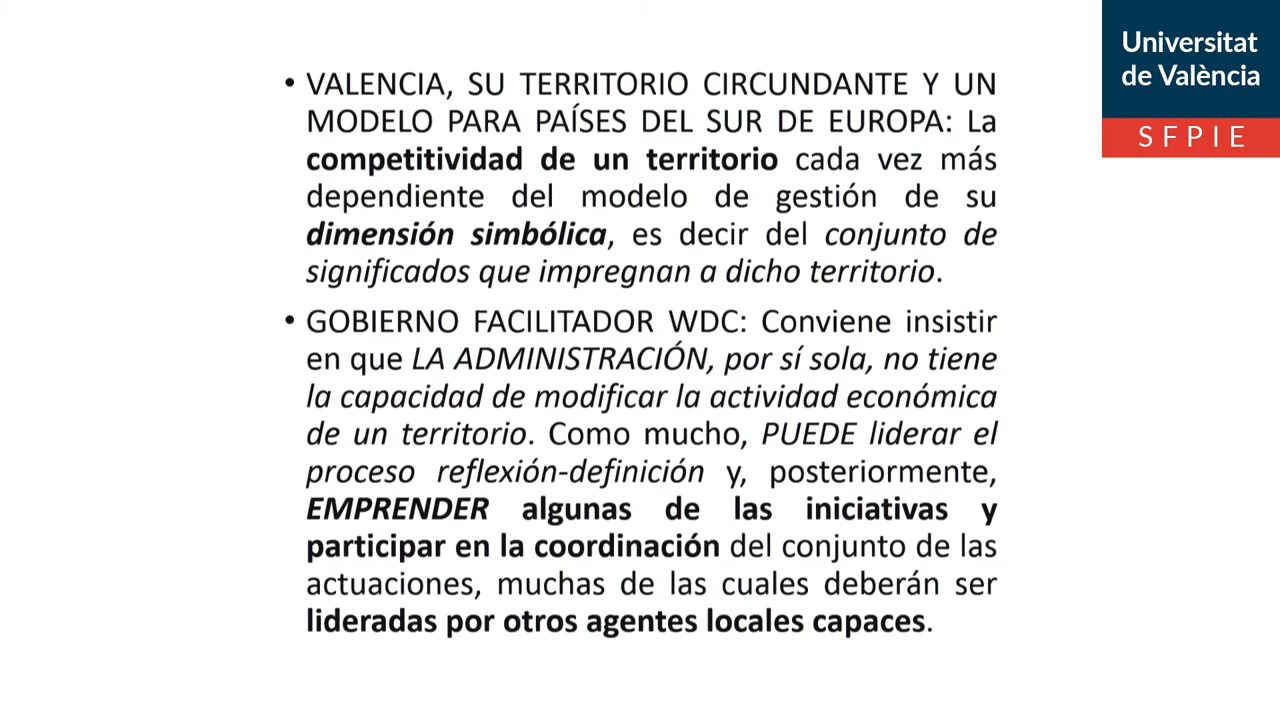 Universitat
de València
SFPIE
• VALENCIA, SU TERRITORIO CIRCUNDANTE Y UN
MODELO PARA PAÍSES DEL SUR DE EUROPA: La
competitividad de un territorio cada vez más
dependiente del modelo de gestión de su
dimensión simbólica, es decir del conjunto de
significados que impregnan a dicho territorio.
• GOBIERNO FACILITADOR WDC: Conviene insistir
en que LA ADMINISTRACIÓN, por sí sola, no tiene
la capacidad de modificar la actividad económica
de un territorio. Como mucho, PUEDE liderar el
proceso reflexión-definición y, posteriormente,
EMPRENDER algunas de las iniciativas y
participar en la coordinación del conjunto de las
actuaciones, muchas de las cuales deberán ser
lideradas por otros agentes locales capaces.